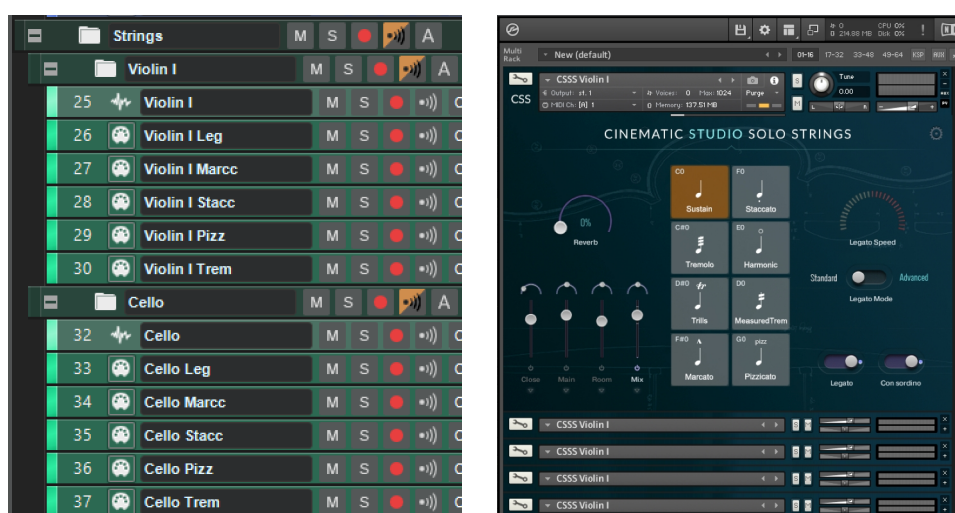 Strings M S A
Violin I M S A
25 Violin I M S
26 Violin I Leg M S
27 Violin I Marcc M S
28 Violin I Stacc M S
29 Violin I Pizz M S
30 Violin I Trem M S
Cello M S A
32 Cello M S
33 Cello Leg M S
34 Cello Marcc M S
35 Cello Stacc M S
36 Cello Pizz M S
37 Cello Trem M S
0 CPU 0%
0 214.88 MB Disk 0%
Multi Rack New (default) 01-16 17-32 33-48 49-64 KSP AUX
CSS
CSSS Violin I
Output: st. 1 Voices: 0 Max: 1024 Purge
MIDI Ch: [A] 1 Memory: 137.51 MB
S Tune
0.00
M L R
CINEMATIC STUDIO SOLO STRINGS
C0 Sustain
F0 Staccato
C#0 Tremolo
E0 Harmonic
D#0 tr Trills
D0 MeasuredTrem
F#0 Marcato
G0 pizz Pizzicato
0%
Reverb
Close Main Room Mix
Legato Speed
Standard Advanced
Legato Mode
Legato Con sordino
CSSS Violin I S M
CSSS Violin I S M
CSSS Violin I S M
CSSS Violin I S M